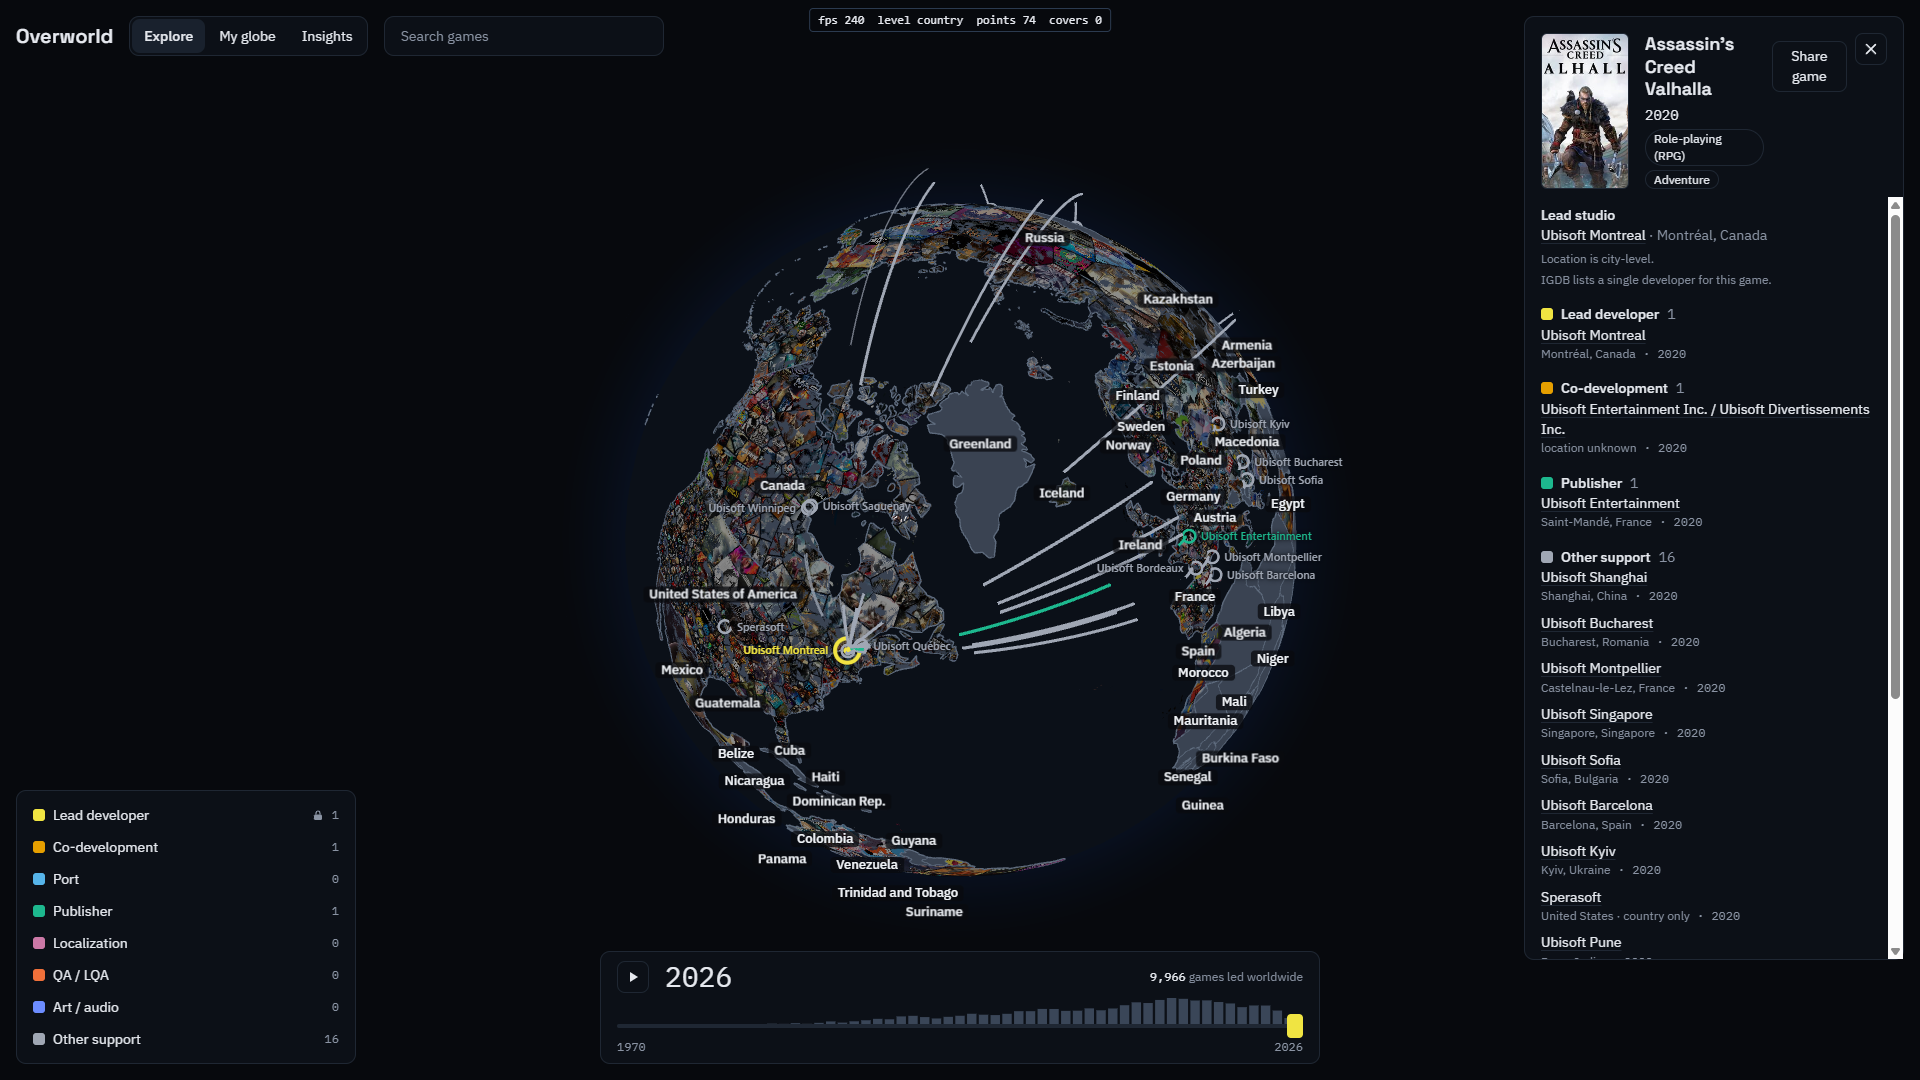 Overworld
Explore
My globe
Insights
Search games
fps 240 level country points 74 covers 0
ASSASSIN'S
CREED
VALHALLA
Assassin's
Creed
Valhalla
2020
Role-playing
(RPG)
Adventure
Share
game
Lead studio
Ubisoft Montreal · Montréal, Canada
Location is city-level.
IGDB lists a single developer for this game.
Lead developer 1
Ubisoft Montreal
Montréal, Canada · 2020
Co-development 1
Ubisoft Entertainment Inc. / Ubisoft Divertissements
Inc.
location unknown · 2020
Publisher 1
Ubisoft Entertainment
Saint-Mandé, France · 2020
Other support 16
Ubisoft Shanghai
Shanghai, China · 2020
Ubisoft Bucharest
Bucharest, Romania · 2020
Ubisoft Montpellier
Castelnau-le-Lez, France · 2020
Ubisoft Singapore
Singapore, Singapore · 2020
Ubisoft Sofia
Sofia, Bulgaria · 2020
Ubisoft Barcelona
Barcelona, Spain · 2020
Ubisoft Kyiv
Kyiv, Ukraine · 2020
Sperasoft
United States · country only · 2020
Ubisoft Pune
Russia
Kazakhstan
Armenia
Azerbaijan
Estonia
Turkey
Finland
Sweden
Ubisoft Kyiv
Norway
Macedonia
Greenland
Poland
Ubisoft Bucharest
Ubisoft Sofia
Canada
Iceland
Germany
Egypt
Ubisoft Winnipeg
Ubisoft Saguenay
Austria
Ubisoft Entertainment
Ireland
Ubisoft Montpellier
Ubisoft Bordeaux
Ubisoft Barcelona
United States of America
France
Libya
Sperasoft
Algeria
Ubisoft Montreal
Ubisoft Québec
Spain
Niger
Mexico
Morocco
Guatemala
Mali
Mauritania
Belize
Cuba
Burkina Faso
Nicaragua
Haiti
Senegal
Dominican Rep.
Guinea
Honduras
Colombia
Guyana
Panama
Venezuela
Trinidad and Tobago
Suriname
Lead developer 1
Co-development 1
Port 0
Publisher 1
Localization 0
QA / LQA 0
Art / audio 0
Other support 16
2026
9,966 games led worldwide
1970
2026